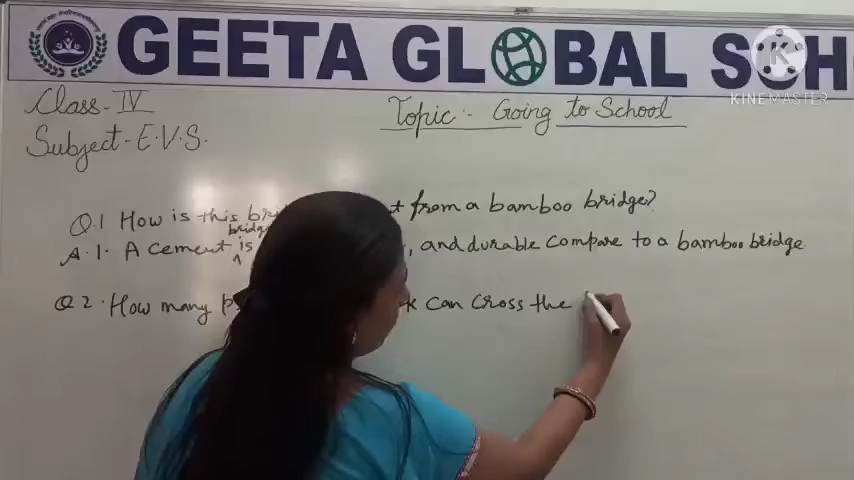 GEETA GLOBAL SCH
KINEMASTER
Class-IV
Topic:- Going to School
Subject-E.V.S.
Q.1 How is this from a bamboo bridge?
A.1. A cement is , and durable compare to a bamboo bridge.
Q 2. How many can cross the